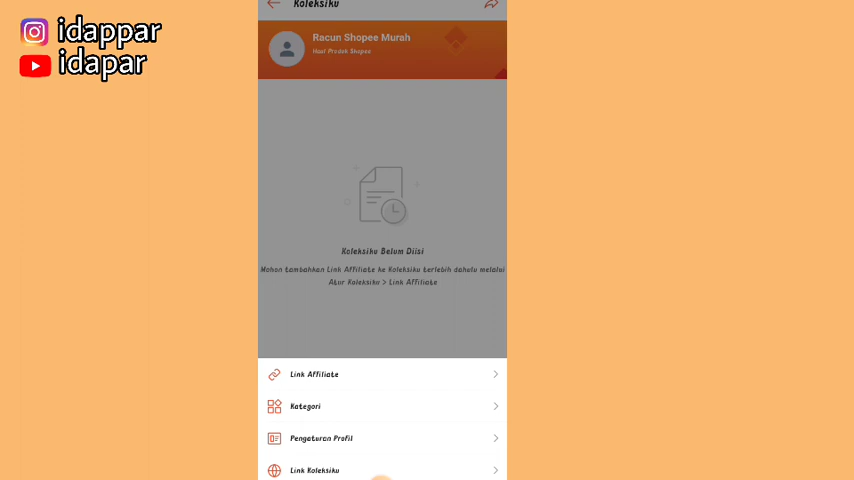 idappar
idapar
Koleksiku
Racun Shopee Murah
Haul Produk Shopee
Koleksiku Belum Diisi
Mohon tambahkan Link Affiliate ke Koleksiku terlebih dahulu melalui
Atur Koleksiku > Link Affiliate
Link Affiliate
Kategori
Pengaturan Profil
Link Koleksiku